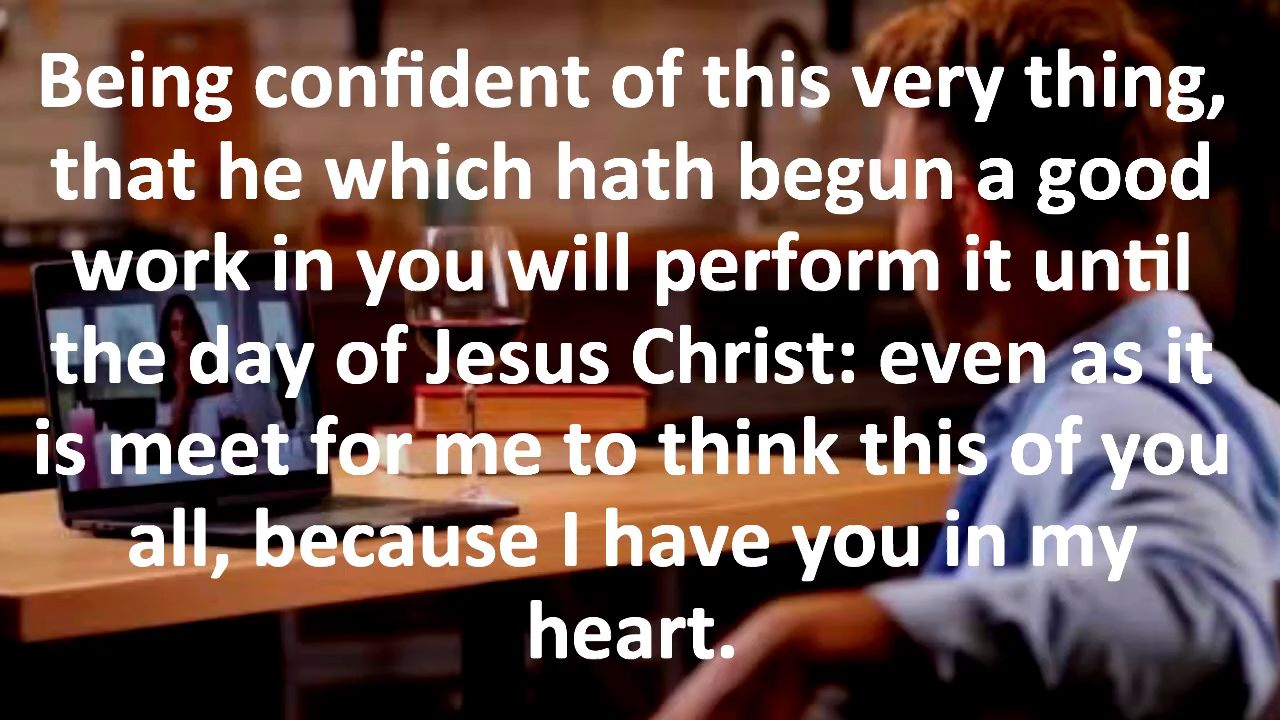 Being confident of this very thing,
that he which hath begun a good
work in you will perform it until
the day of Jesus Christ: even as it
is meet for me to think this of you
all, because I have you in my
heart.